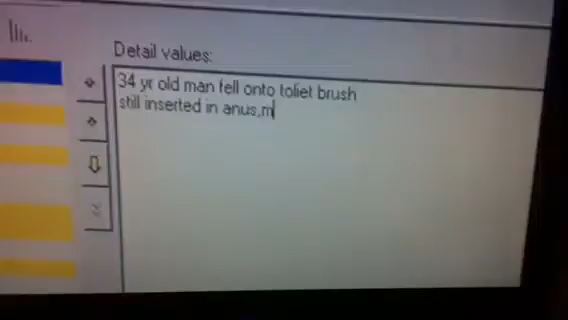 Detail values:
34 yr old man fell onto toliet brush
still inserted in anus,m